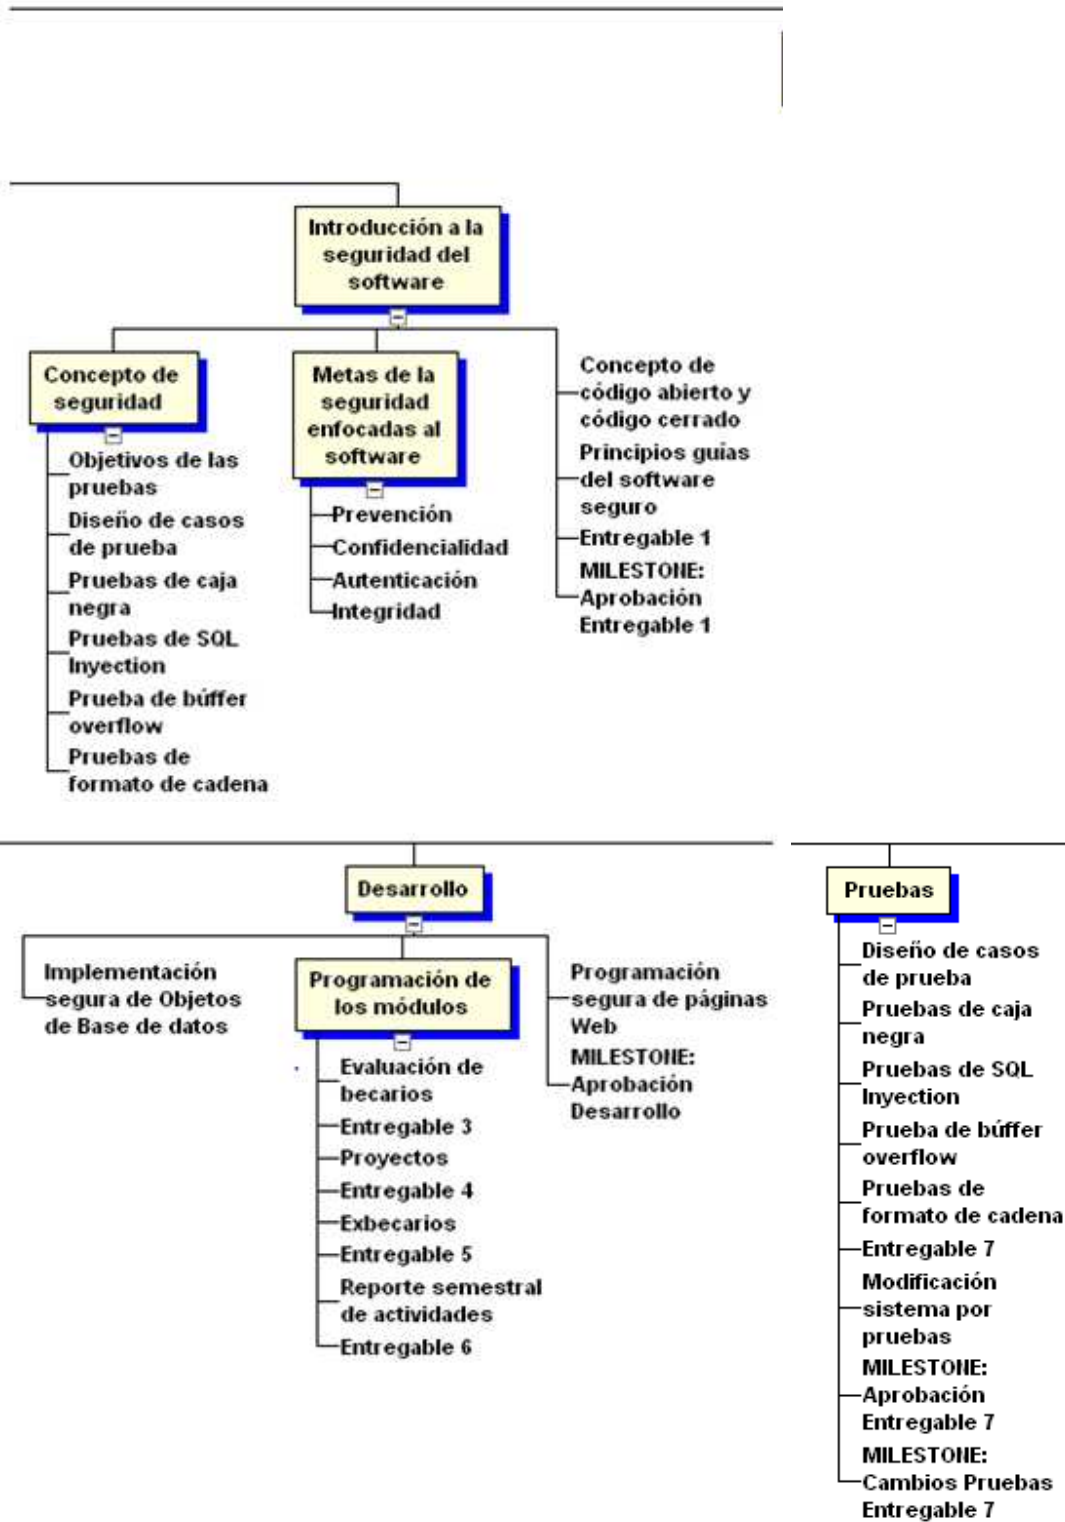 Introducción a la
seguridad del
software
Concepto de
seguridad
Objetivos de las
pruebas
Diseño de casos
de prueba
Pruebas de caja
negra
Pruebas de SQL
Inyection
Prueba de búffer
overflow
Pruebas de
formato de cadena
Metas de la
seguridad
enfocadas al
software
Prevención
Confidencialidad
Autenticación
Integridad
Concepto de
código abierto y
código cerrado
Principios guías
del software
seguro
Entregable 1
MILESTONE:
Aprobación
Entregable 1
Desarrollo
Implementación
segura de Objetos
de Base de datos
Programación de
los módulos
Evaluación de
becarios
Entregable 3
Proyectos
Entregable 4
Exbecarios
Entregable 5
Reporte semestral
de actividades
Entregable 6
Programación
segura de páginas
Web
MILESTONE:
Aprobación
Desarrollo
Pruebas
Diseño de casos
de prueba
Pruebas de caja
negra
Pruebas de SQL
Inyection
Prueba de búffer
overflow
Pruebas de
formato de cadena
Entregable 7
Modificación
sistema por
pruebas
MILESTONE:
Aprobación
Entregable 7
MILESTONE:
Cambios Pruebas
Entregable 7